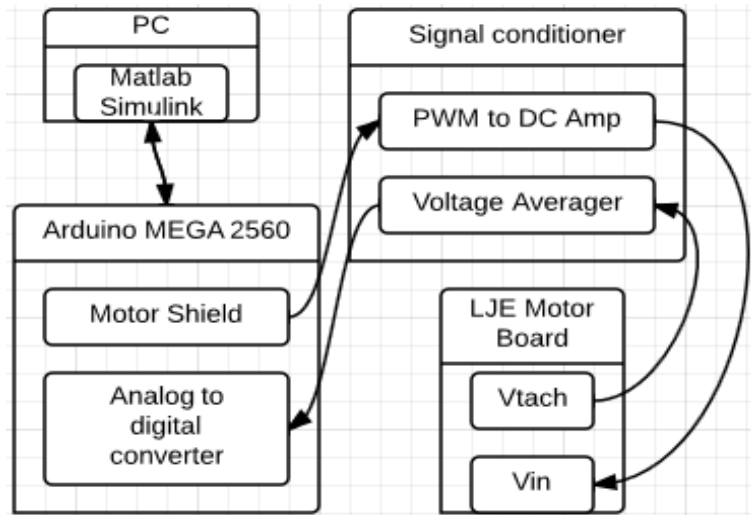 PC
Matlab
Simulink
Arduino MEGA 2560
Motor Shield
Analog to
digital
converter
Signal conditioner
PWM to DC Amp
Voltage Averager
LJE Motor
Board
Vtach
Vin